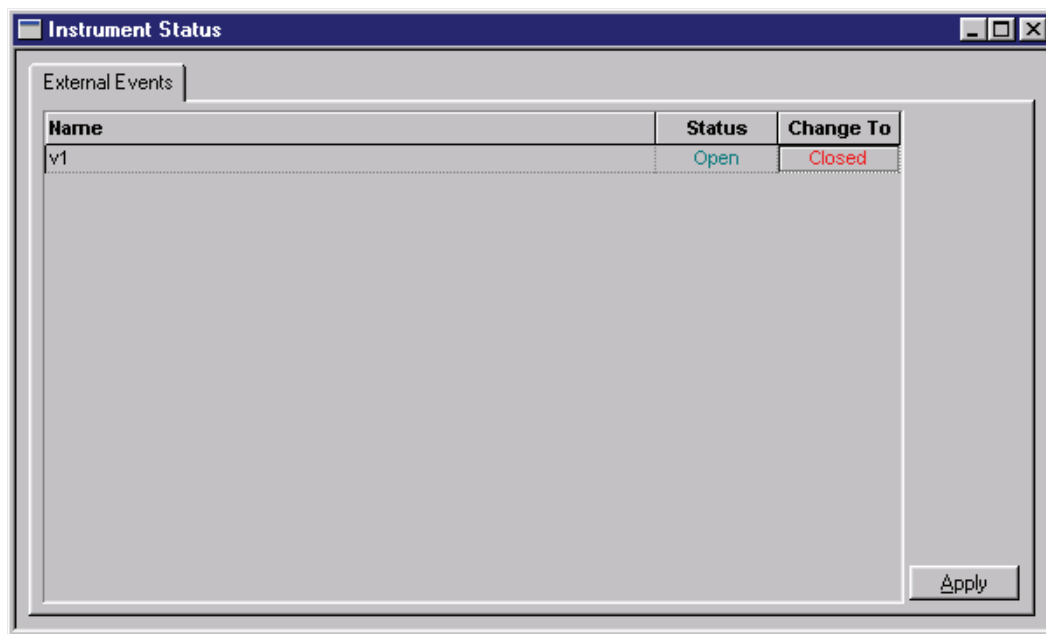 Instrument Status
External Events
Name Status Change To
v1 Open Closed
Apply